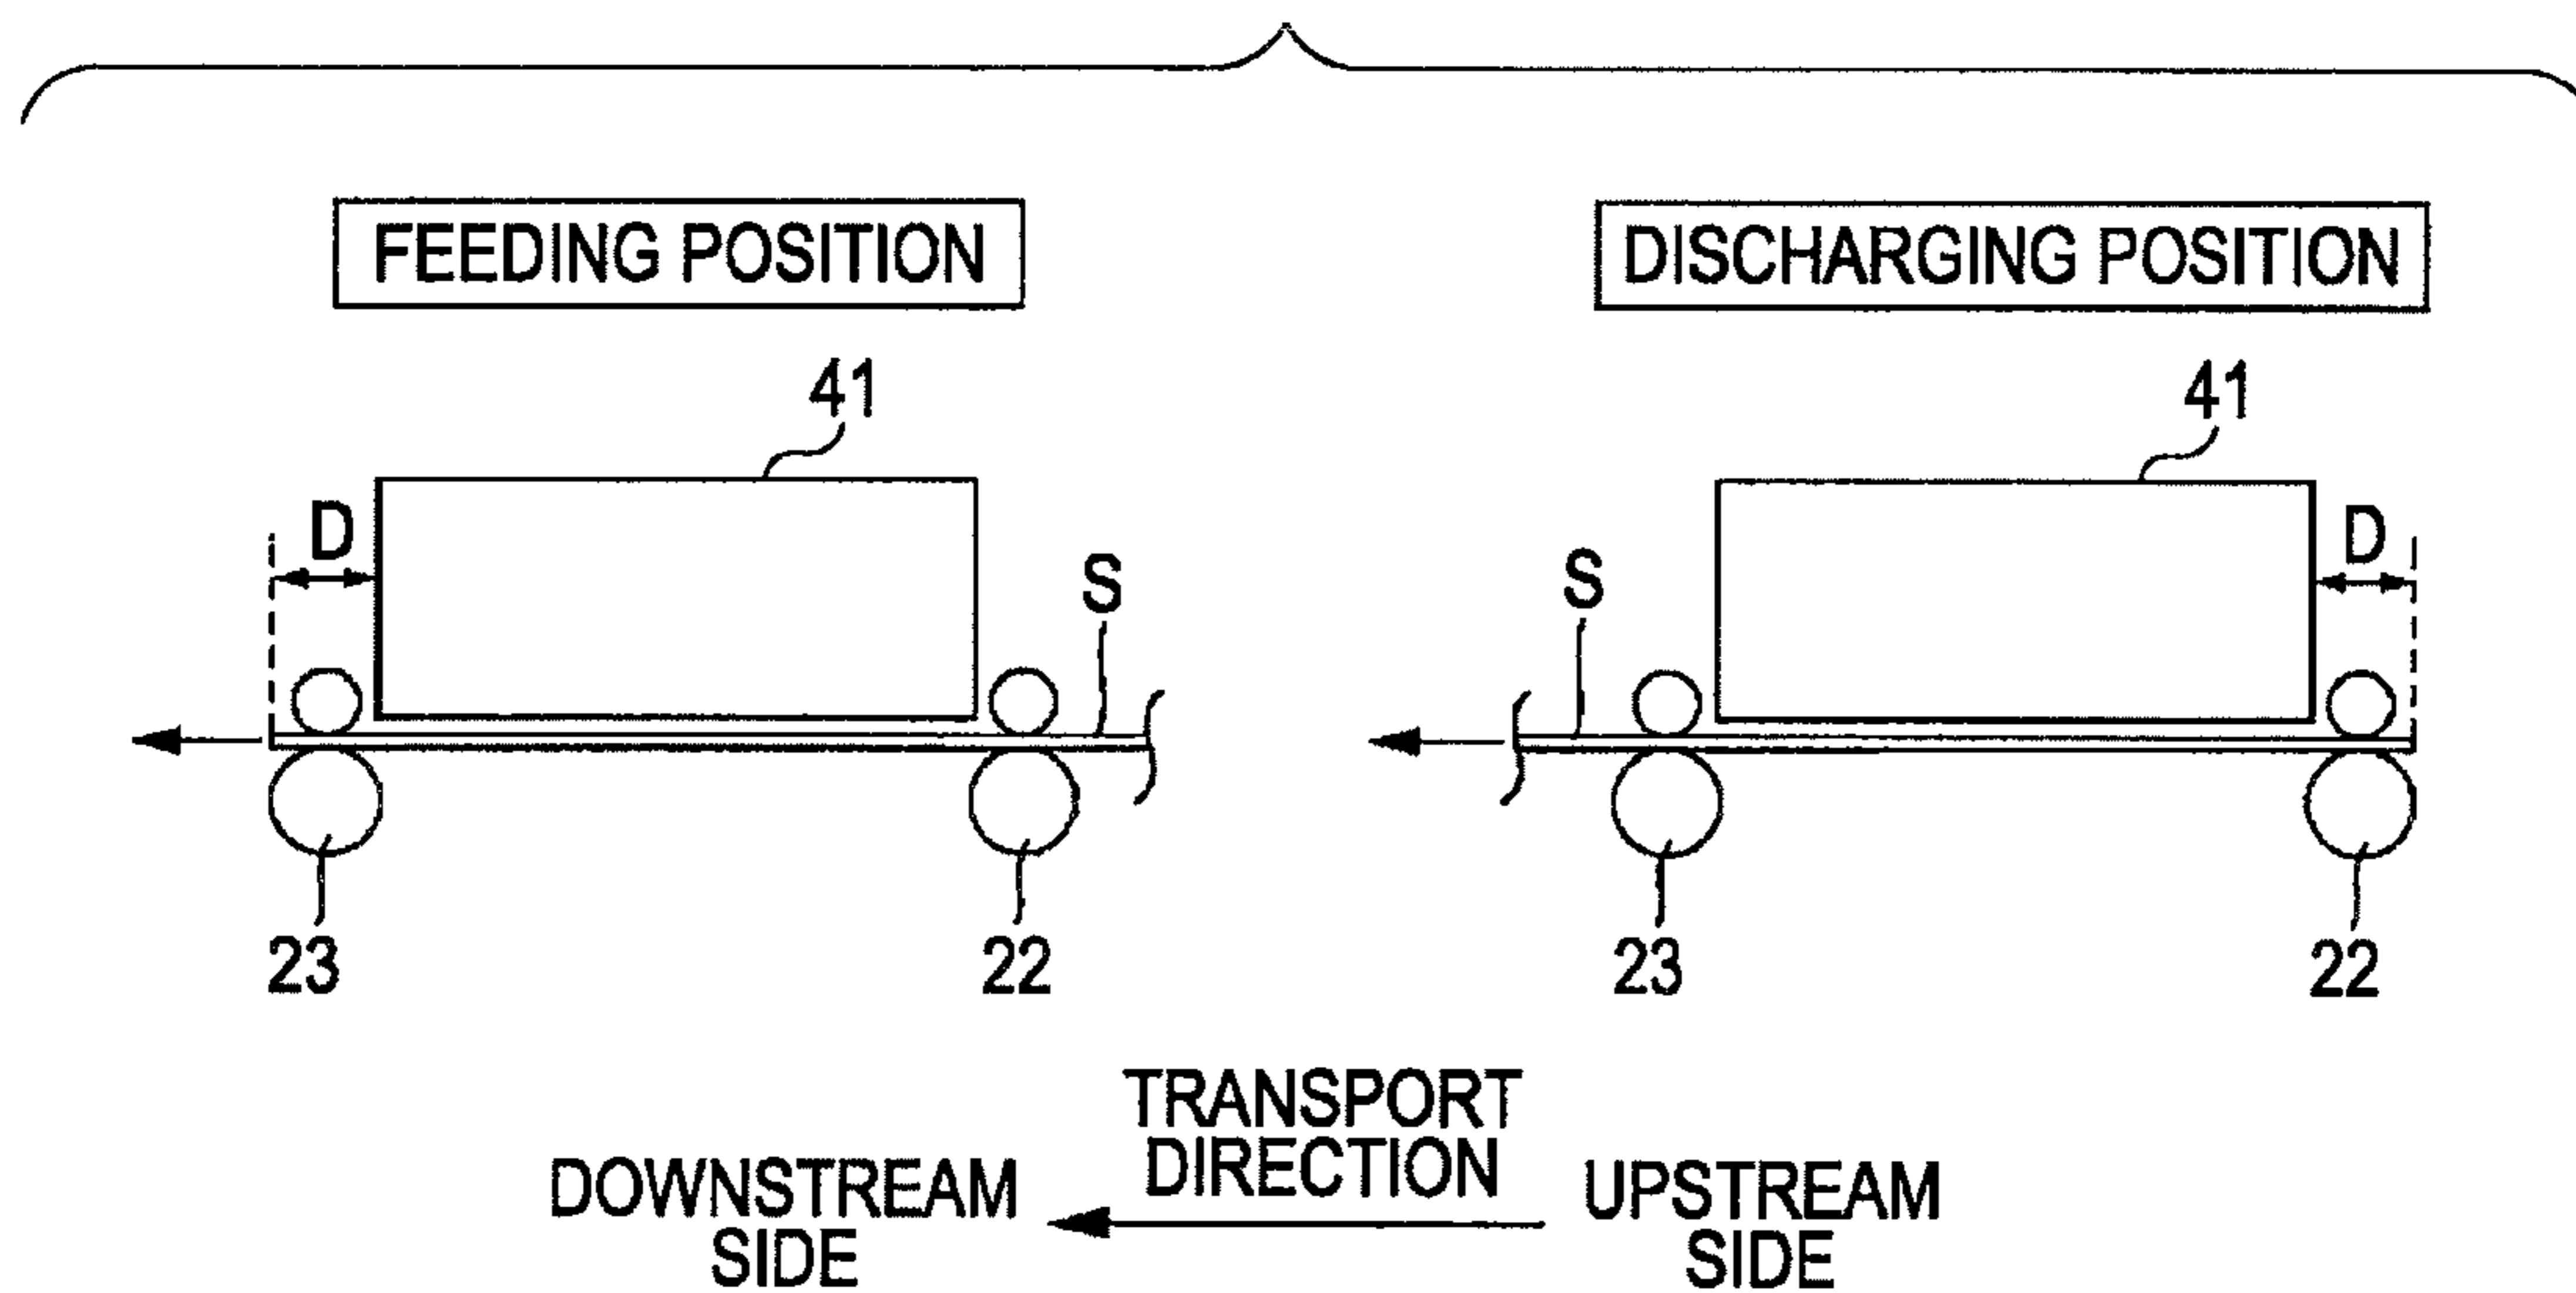 FEEDING POSITION
DISCHARGING POSITION
41
41
D
D
S
S
23
22
23
22
TRANSPORT
DIRECTION
DOWNSTREAM
SIDE
UPSTREAM
SIDE